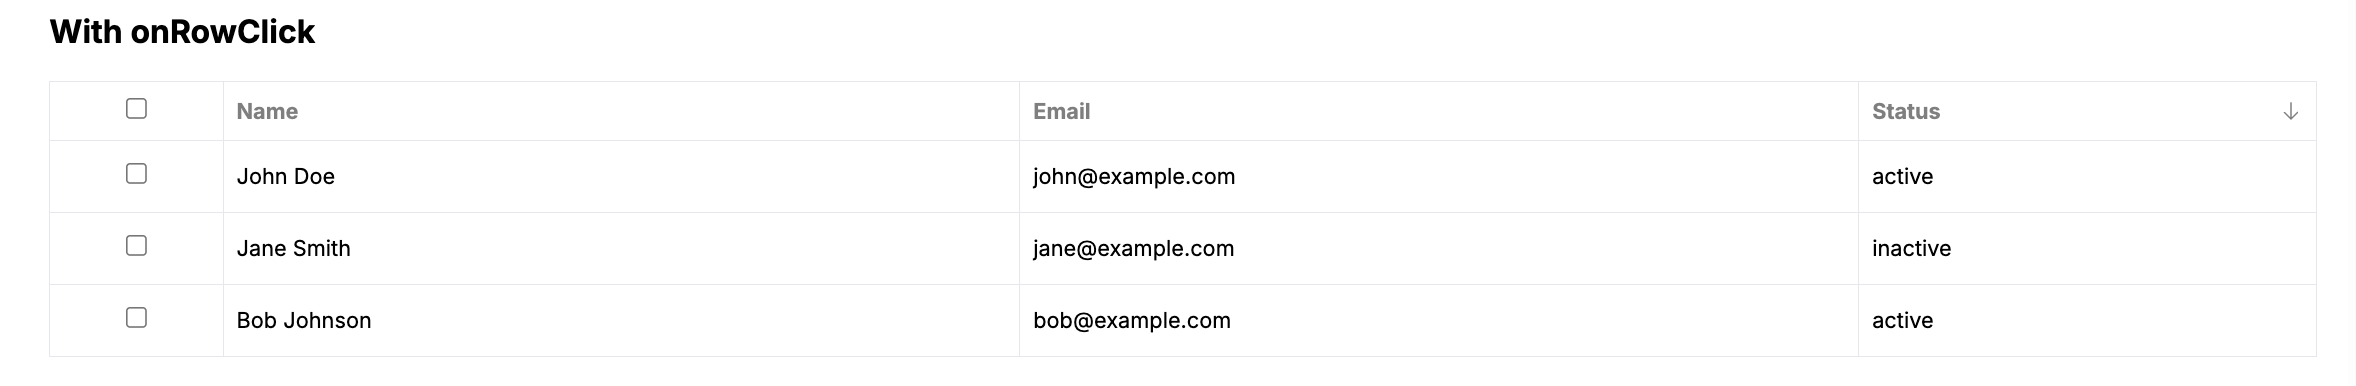 With onRowClick
Name Email Status
John Doe john@example.com active
Jane Smith jane@example.com inactive
Bob Johnson bob@example.com active